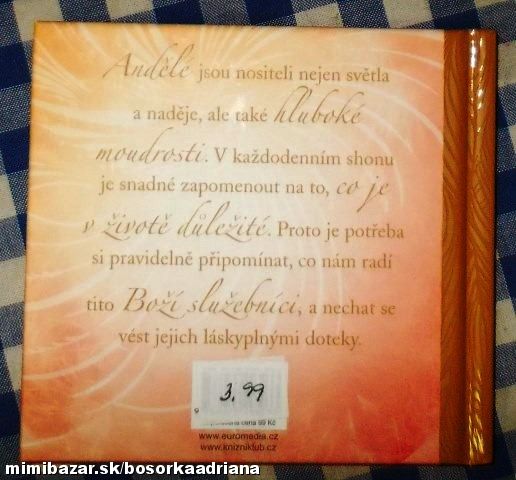 Andělé jsou nositeli nejen světla
a naděje, ale také hluboké
moudrosti. V každodenním shonu
je snadné zapomenout na to, co je
v životě důležité. Proto je potřeba
si pravidelně připomínat, co nám radí
tito Boží služebníci, a nechat se
vést jejich láskyplnými doteky.
3.99
9
cena 99 Kč
www.euromedia.cz
www.knizniklub.cz
mimibazar.sk/bosorkaadriana